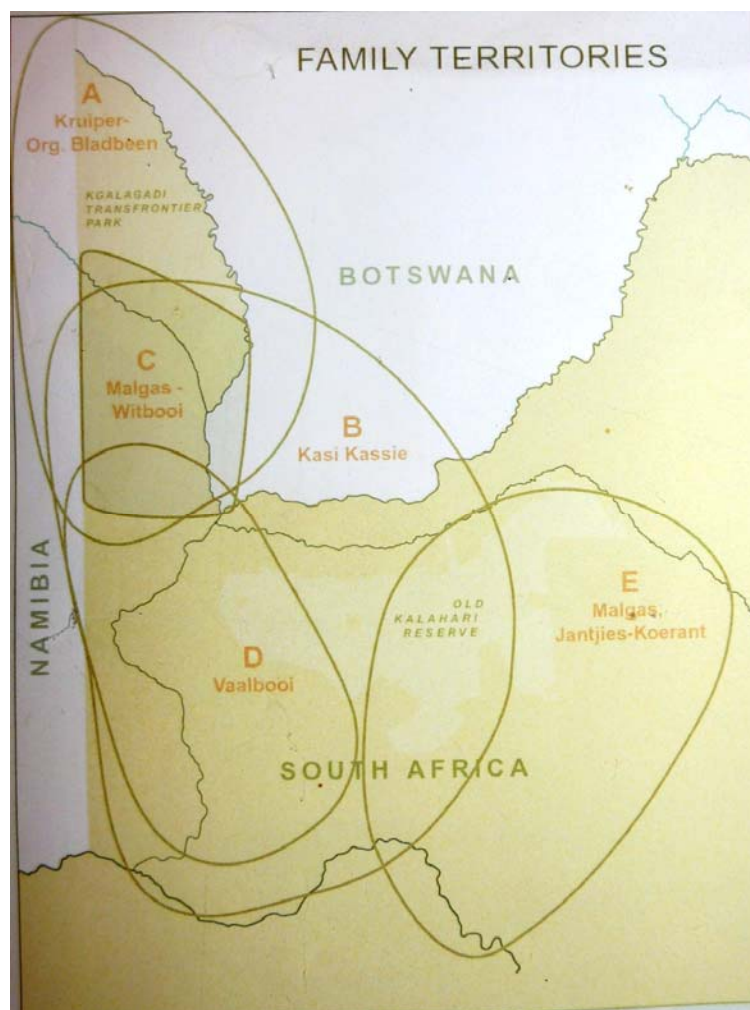 FAMILY TERRITORIES
A
Kruiper-
Org. Bladbeen
KGALAGADI
TRANSFRONTIER
PARK
BOTSWANA
C
Malgas -
Witbooi
B
Kasi Kassie
NAMIBIA
E
Malgas,
Jantjies-Koerant
OLD
KALAHARI
RESERVE
D
Vaalbooi
SOUTH AFRICA